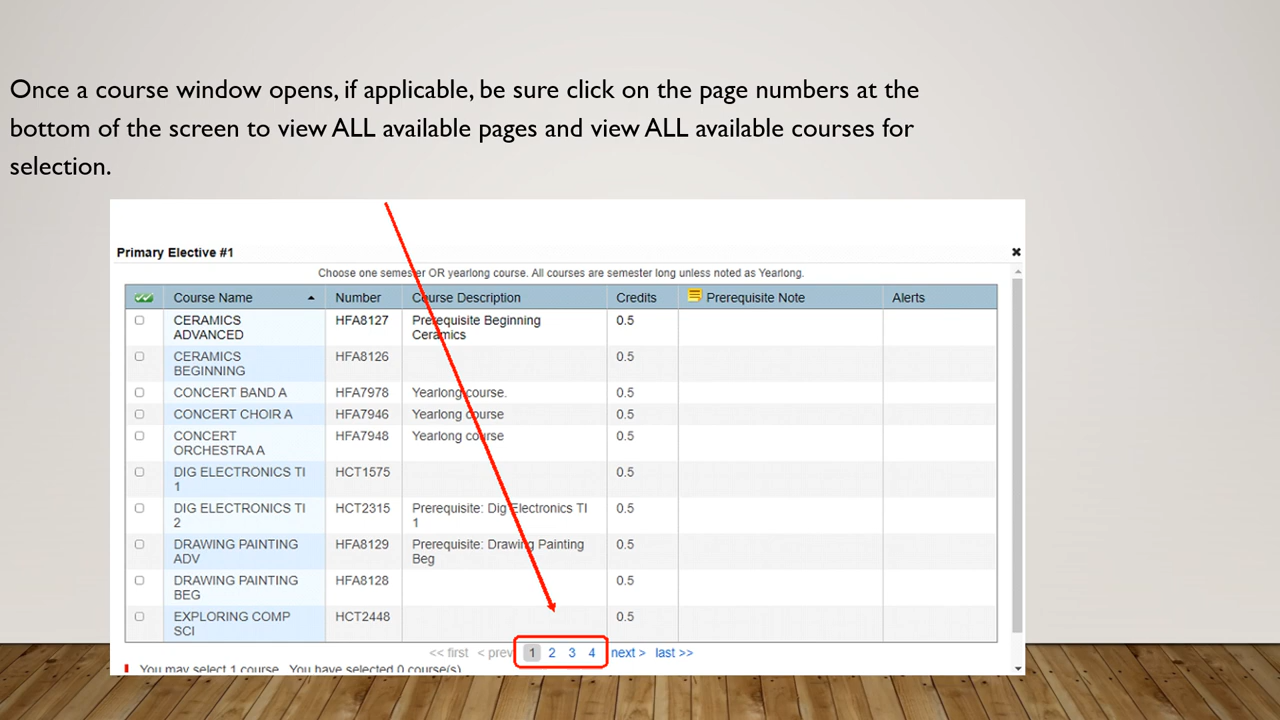 Once a course window opens, if applicable, be sure click on the page numbers at the
bottom of the screen to view ALL available pages and view ALL available courses for
selection.
Primary Elective #1
Choose one semester OR yearlong course. All courses are semester long unless noted as Yearlong.
Course Name Number Course Description Credits Prerequisite Note Alerts
CERAMICS ADVANCED HFA8127 Prerequisite Beginning Ceramics 0.5
CERAMICS BEGINNING HFA8126 0.5
CONCERT BAND A HFA7978 Yearlong course. 0.5
CONCERT CHOIR A HFA7946 Yearlong course 0.5
CONCERT ORCHESTRA A HFA7948 Yearlong course 0.5
DIG ELECTRONICS TI 1 HCT1575 0.5
DIG ELECTRONICS TI 2 HCT2315 Prerequisite: Dig Electronics TI 1 0.5
DRAWING PAINTING ADV HFA8129 Prerequisite: Drawing Painting Beg 0.5
DRAWING PAINTING BEG HFA8128 0.5
EXPLORING COMP SCI HCT2448 0.5
<< first < prev 1 2 3 4 next > last >>
You may select 1 course. You have selected 0 course(s)